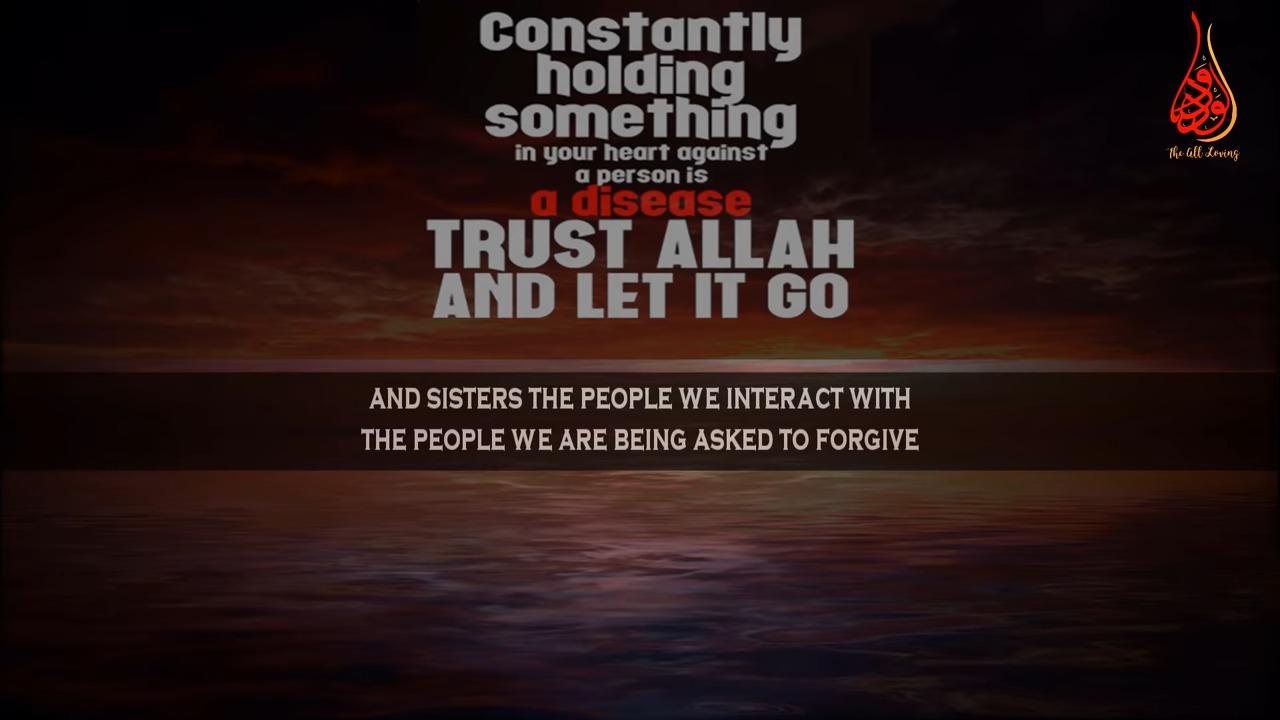 Constantly
holding
something
in your heart against
a person is
a disease
TRUST ALLAH
AND LET IT GO
The All Loving
AND SISTERS THE PEOPLE WE INTERACT WITH
THE PEOPLE WE ARE BEING ASKED TO FORGIVE